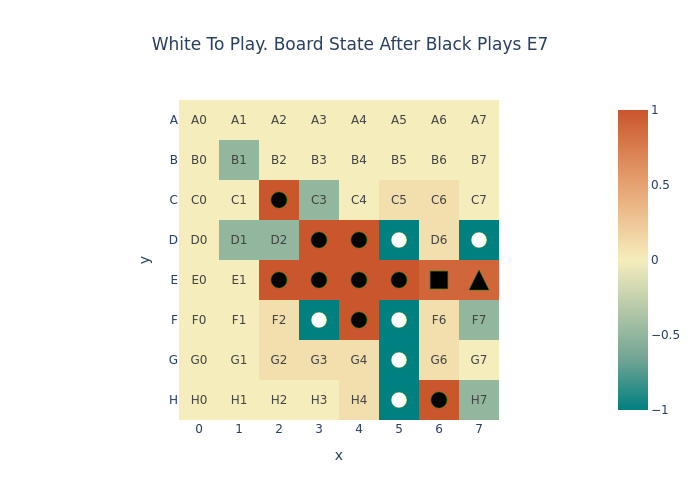 White To Play. Board State After Black Plays E7
A A0 A1 A2 A3 A4 A5 A6 A7
B B0 B1 B2 B3 B4 B5 B6 B7
C C0 C1 C3 C4 C5 C6 C7
D D0 D1 D2 D6
E E0 E1
F F0 F1 F2 F6 F7
G G0 G1 G2 G3 G4 G6 G7
H H0 H1 H2 H3 H4 H7
0 1 2 3 4 5 6 7
x
y
1
0.5
0
−0.5
−1